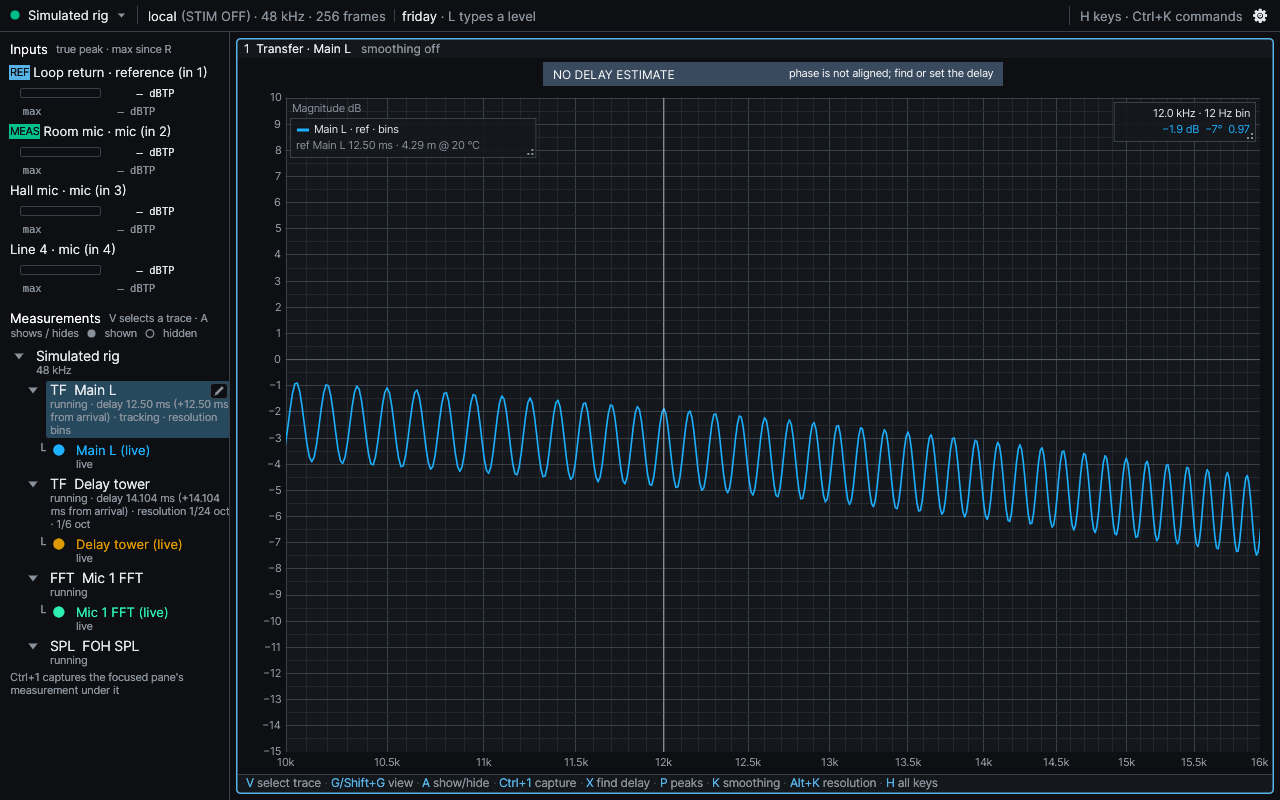 Simulated rig
local (STIM OFF) · 48 kHz · 256 frames
friday · L types a level
H keys · Ctrl+K commands
Inputs true peak · max since R
REF Loop return · reference (in 1)
– dBTP
max – dBTP
MEAS Room mic · mic (in 2)
– dBTP
max – dBTP
Hall mic · mic (in 3)
– dBTP
max – dBTP
Line 4 · mic (in 4)
– dBTP
max – dBTP
Measurements V selects a trace · A
shows / hides shown hidden
Simulated rig
48 kHz
TF Main L
running · delay 12.50 ms (+12.50 ms
from arrival) · tracking · resolution
bins
Main L (live)
live
TF Delay tower
running · delay 14.104 ms (+14.104
ms from arrival) · resolution 1/24 oct
· 1/6 oct
Delay tower (live)
live
FFT Mic 1 FFT
running
Mic 1 FFT (live)
live
SPL FOH SPL
running
Ctrl+1 captures the focused pane's
measurement under it
1 Transfer · Main L smoothing off
NO DELAY ESTIMATE phase is not aligned; find or set the delay
Magnitude dB
Main L · ref · bins
ref Main L 12.50 ms · 4.29 m @ 20 °C
12.0 kHz · 12 Hz bin
−1.9 dB −7° 0.97
10
9
8
7
6
5
4
3
2
1
0
−1
−2
−3
−4
−5
−6
−7
−8
−9
−10
−11
−12
−13
−14
−15
10k 10.5k 11k 11.5k 12k 12.5k 13k 13.5k 14k 14.5k 15k 15.5k 16k
V select trace · G/Shift+G view · A show/hide · Ctrl+1 capture · X find delay · P peaks · K smoothing · Alt+K resolution · H all keys